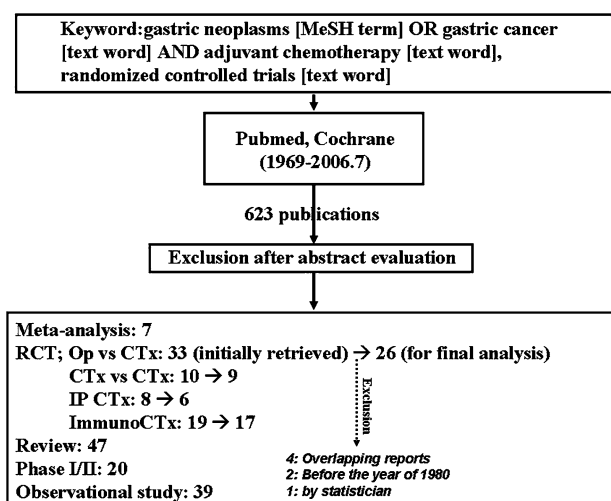 Keyword:gastric neoplasms [MeSH term] OR gastric cancer
[text word] AND adjuvant chemotherapy [text word],
randomized controlled trials [text word]
Pubmed, Cochrane
(1969-2006.7)
623 publications
Exclusion after abstract evaluation
Meta-analysis: 7
RCT; Op vs CTx: 33 (initially retrieved) → 26 (for final analysis)
CTx vs CTx: 10 → 9
IP CTx: 8 → 6
ImmunoCTx: 19 → 17
Review: 47
Phase I/II: 20
Observational study: 39
Exclusion
4: Overlapping reports
2: Before the year of 1980
1: by statistician